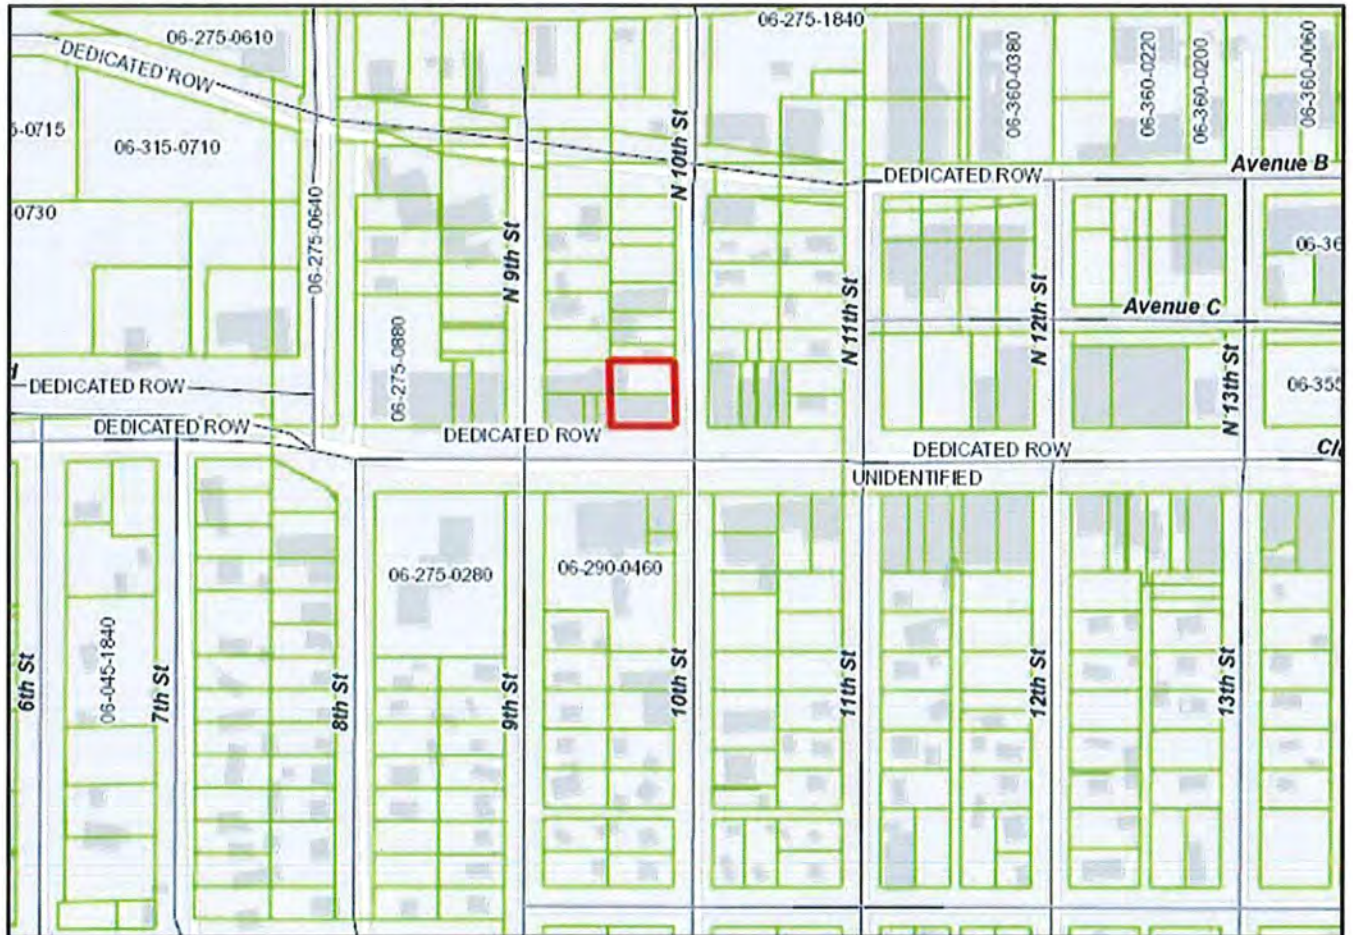 06-275-1840
06-275-0610
DEDICATED ROW
06-360-0380
06-360-0220
06-360-0200
06-360-0060
-0715
06-315-0710
N 10th St
Avenue B
DEDICATED ROW
-0730
06-275-0640
N 9th St
06-36
N 11th St
N 12th St
Avenue C
06-275-0880
N 13th St
DEDICATED ROW
06-355
DEDICATED ROW
DEDICATED ROW
DEDICATED ROW
UNIDENTIFIED
06-275-0280
06-290-0460
06-045-1840
6th St
7th St
8th St
9th St
10th St
11th St
12th St
13th St